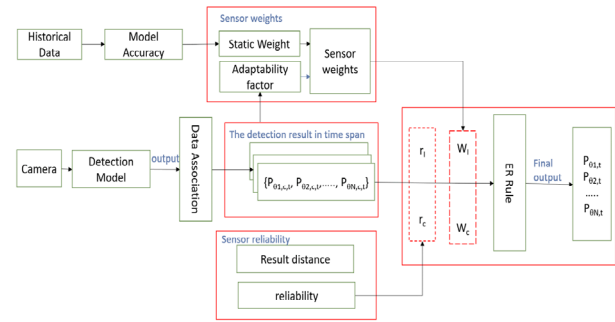 Sensor weights
Historical Data
Model Accuracy
Static Weight
Adaptability factor
Sensor weights
Camera
Detection Model
output
Data Association
The detection result in time span
{Pθ1,c,t, Pθ2,c,t,....., PθN,c,t}
Sensor reliability
Result distance
reliability
rl
rc
Wl
Wc
ER Rule
Final output
Pθ1,t
Pθ2,t
.....
PθN,t